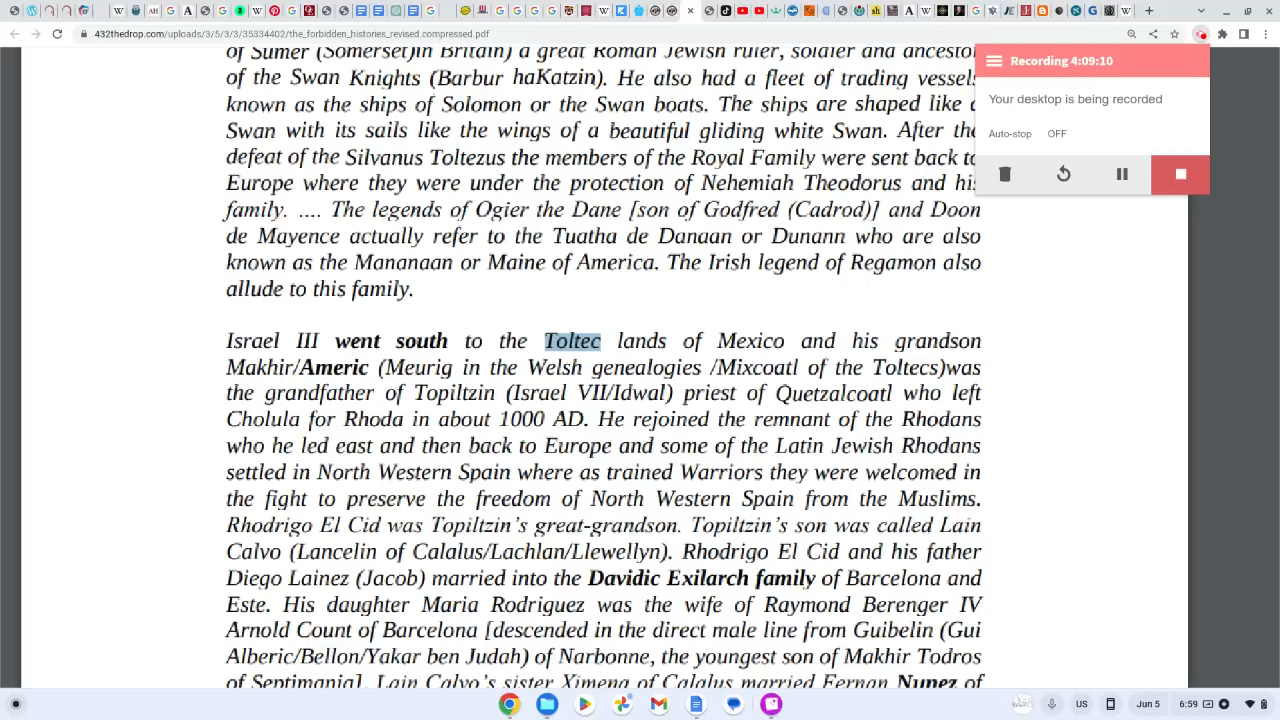 432thedrop.com/uploads/3/5/3/3/35334402/the_forbidden_histories_revised.compressed.pdf
of Sumer (Somerset)in Britain) a great Roman Jewish ruler, soldier and ancestor
of the Swan Knights (Barbur haKatzin). He also had a fleet of trading vessels
known as the ships of Solomon or the Swan boats. The ships are shaped like a
Swan with its sails like the wings of a beautiful gliding white Swan. After the
defeat of the Silvanus Toltezus the members of the Royal Family were sent back to
Europe where they were under the protection of Nehemiah Theodorus and his
family. .... The legends of Ogier the Dane [son of Godfred (Cadrod)] and Doon
de Mayence actually refer to the Tuatha de Danaan or Dunann who are also
known as the Mananaan or Maine of America. The Irish legend of Regamon also
allude to this family.
Israel III went south to the Toltec lands of Mexico and his grandson
Makhir/Americ (Meurig in the Welsh genealogies /Mixcoatl of the Toltecs)was
the grandfather of Topiltzin (Israel VII/Idwal) priest of Quetzalcoatl who left
Cholula for Rhoda in about 1000 AD. He rejoined the remnant of the Rhodans
who he led east and then back to Europe and some of the Latin Jewish Rhodans
settled in North Western Spain where as trained Warriors they were welcomed in
the fight to preserve the freedom of North Western Spain from the Muslims.
Rhodrigo El Cid was Topiltzin's great-grandson. Topiltzin's son was called Lain
Calvo (Lancelin of Calalus/Lachlan/Llewellyn). Rhodrigo El Cid and his father
Diego Lainez (Jacob) married into the Davidic Exilarch family of Barcelona and
Este. His daughter Maria Rodriguez was the wife of Raymond Berenger IV
Arnold Count of Barcelona [descended in the direct male line from Guibelin (Gui
Alberic/Bellon/Yakar ben Judah) of Narbonne, the youngest son of Makhir Todros
of Septimania]. Lain Calvo's sister Ximena of Calalus married Fernan Nunez of
Recording 4:09:10
Your desktop is being recorded
Auto-stop OFF
US
Jun 5
6:59